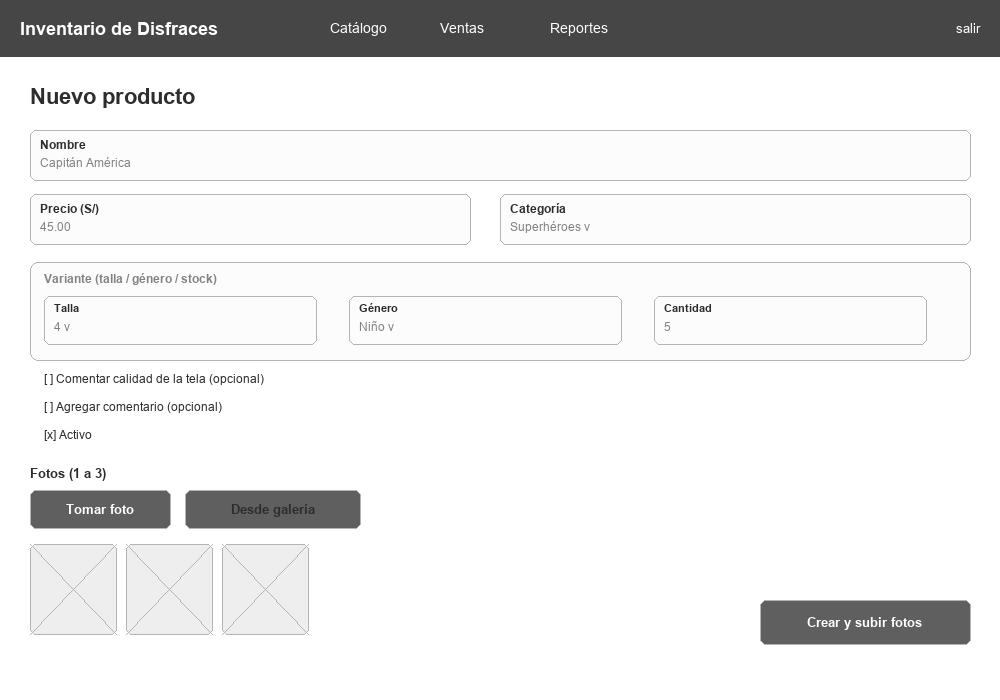 Inventario de Disfraces Catálogo Ventas Reportes salir
Nuevo producto
Nombre
Capitán América
Precio (S/)
45.00
Categoría
Superhéroes v
Variante (talla / género / stock)
Talla
4 v
Género
Niño v
Cantidad
5
[ ] Comentar calidad de la tela (opcional)
[ ] Agregar comentario (opcional)
[x] Activo
Fotos (1 a 3)
Tomar foto
Desde galería
Crear y subir fotos